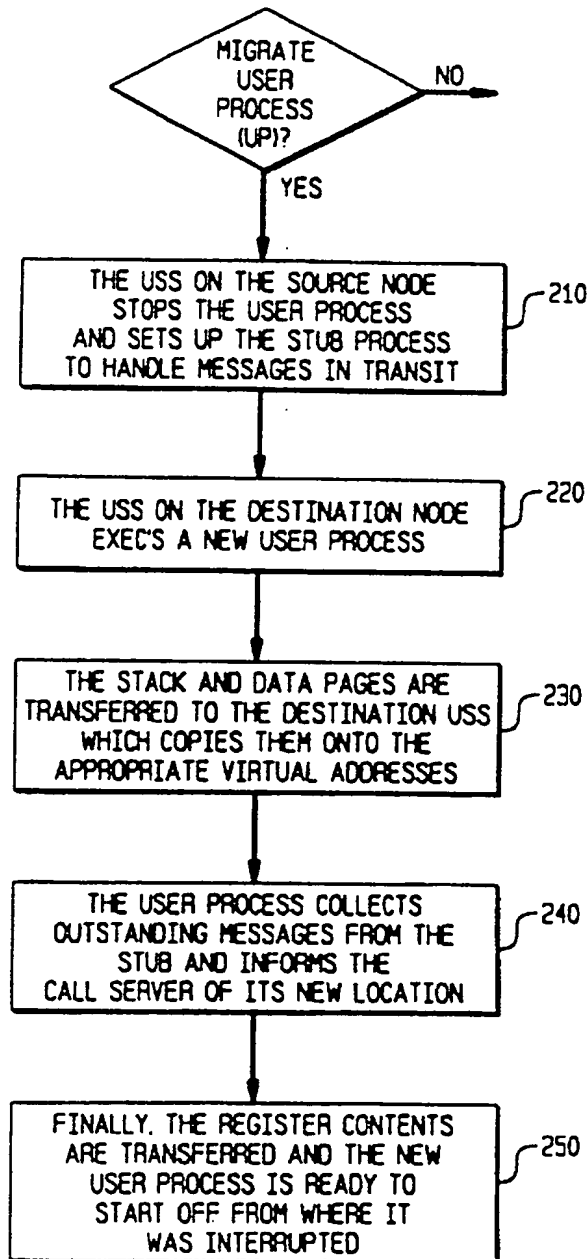 MIGRATE
USER
PROCESS
(UP)?
NO
YES
THE USS ON THE SOURCE NODE
STOPS THE USER PROCESS
AND SETS UP THE STUB PROCESS
TO HANDLE MESSAGES IN TRANSIT
210
THE USS ON THE DESTINATION NODE
EXEC'S A NEW USER PROCESS
220
THE STACK AND DATA PAGES ARE
TRANSFERRED TO THE DESTINATION USS
WHICH COPIES THEM ONTO THE
APPROPRIATE VIRTUAL ADDRESSES
230
THE USER PROCESS COLLECTS
OUTSTANDING MESSAGES FROM THE
STUB AND INFORMS THE
CALL SERVER OF ITS NEW LOCATION
240
FINALLY, THE REGISTER CONTENTS
ARE TRANSFERRED AND THE NEW
USER PROCESS IS READY TO
START OFF FROM WHERE IT
WAS INTERRUPTED
250